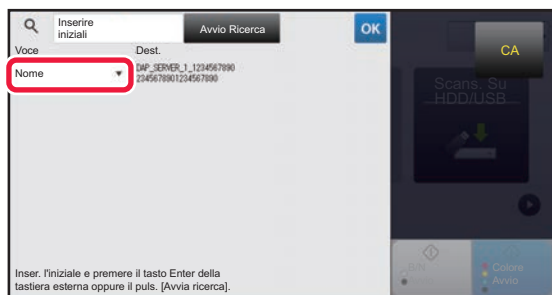 Inserire
iniziali
Avvio Ricerca
OK
CA
Voce
Dest.
Nome
DAP_SERVER_1_1234567890
2345678901234567890
Scans. Su
HDD/USB
B/N
Colore
Avvio
Inser. l'iniziale e premere il tasto Enter della
tastiera esterna oppure il puls. [Avvia ricerca].